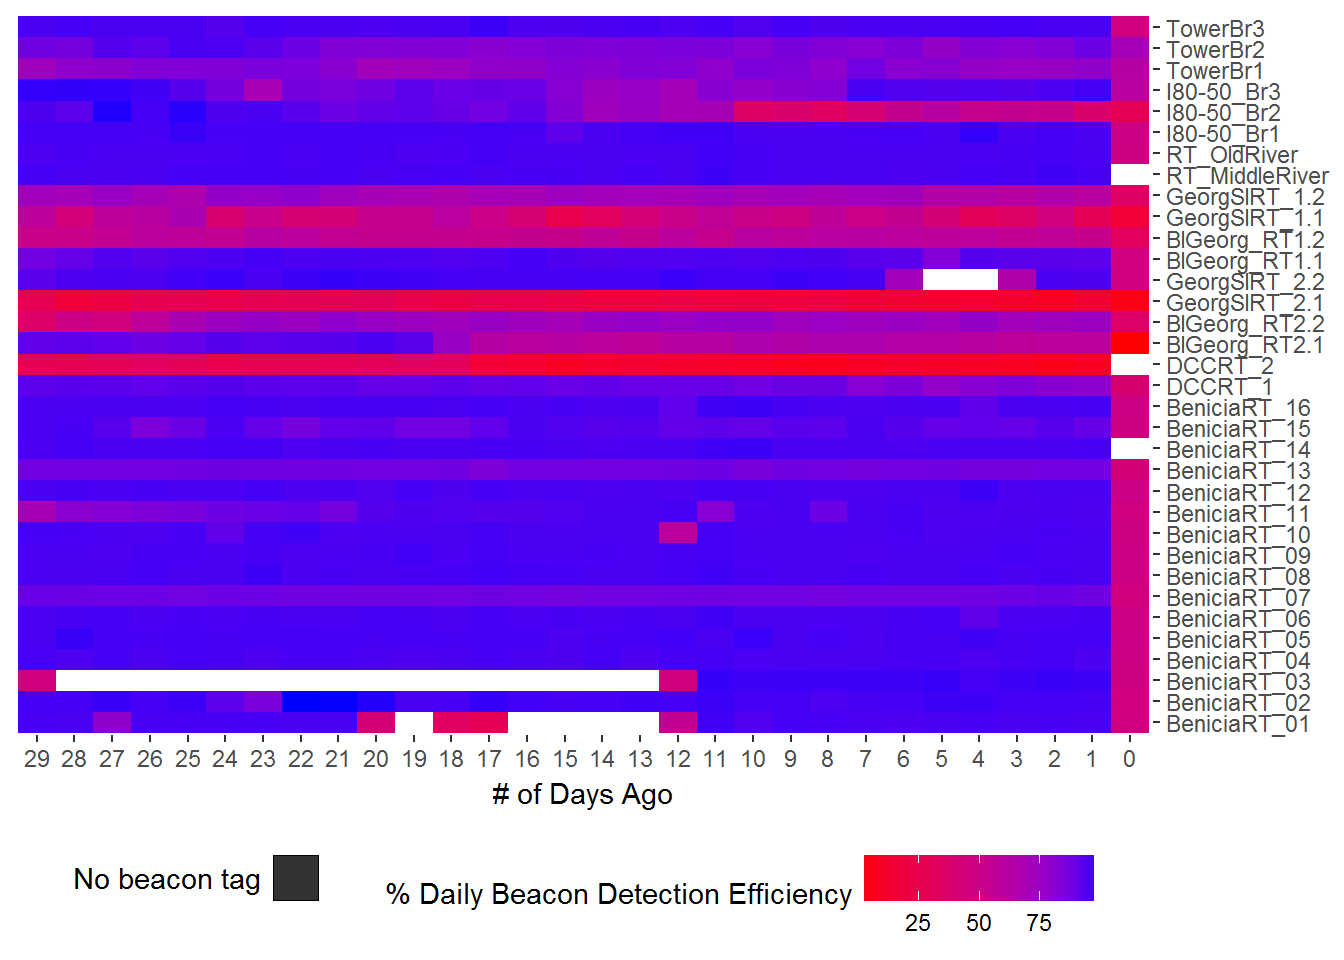 TowerBr3
TowerBr2
TowerBr1
I80-50_Br3
I80-50_Br2
I80-50_Br1
RT_OldRiver
RT_MiddleRiver
GeorgSlRT_1.2
GeorgSlRT_1.1
BlGeorg_RT1.2
BlGeorg_RT1.1
GeorgSlRT_2.2
GeorgSlRT_2.1
BlGeorg_RT2.2
BlGeorg_RT2.1
DCCRT_2
DCCRT_1
BeniciaRT_16
BeniciaRT_15
BeniciaRT_14
BeniciaRT_13
BeniciaRT_12
BeniciaRT_11
BeniciaRT_10
BeniciaRT_09
BeniciaRT_08
BeniciaRT_07
BeniciaRT_06
BeniciaRT_05
BeniciaRT_04
BeniciaRT_03
BeniciaRT_02
BeniciaRT_01
29 28 27 26 25 24 23 22 21 20 19 18 17 16 15 14 13 12 11 10 9 8 7 6 5 4 3 2 1 0
# of Days Ago
No beacon tag
% Daily Beacon Detection Efficiency
25 50 75